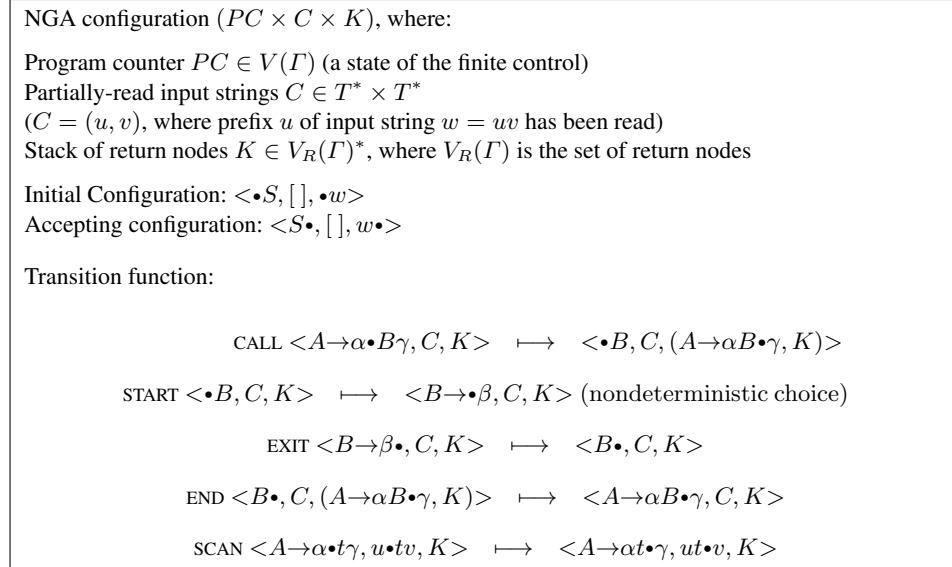 NGA configuration (PC × C × K), where:
Program counter PC ∈ V(Γ) (a state of the finite control)
Partially-read input strings C ∈ T* × T*
(C = (u, v), where prefix u of input string w = uv has been read)
Stack of return nodes K ∈ V_R(Γ)*, where V_R(Γ) is the set of return nodes
Initial Configuration: <•S, [ ], •w>
Accepting configuration: <S•, [ ], w•>
Transition function:
CALL <A→α•Bγ, C, K> ⟼ <•B, C, (A→αB•γ, K)>
START <•B, C, K> ⟼ <B→•β, C, K> (nondeterministic choice)
EXIT <B→β•, C, K> ⟼ <B•, C, K>
END <B•, C, (A→αB•γ, K)> ⟼ <A→αB•γ, C, K>
SCAN <A→α•tγ, u•tv, K> ⟼ <A→αt•γ, ut•v, K>